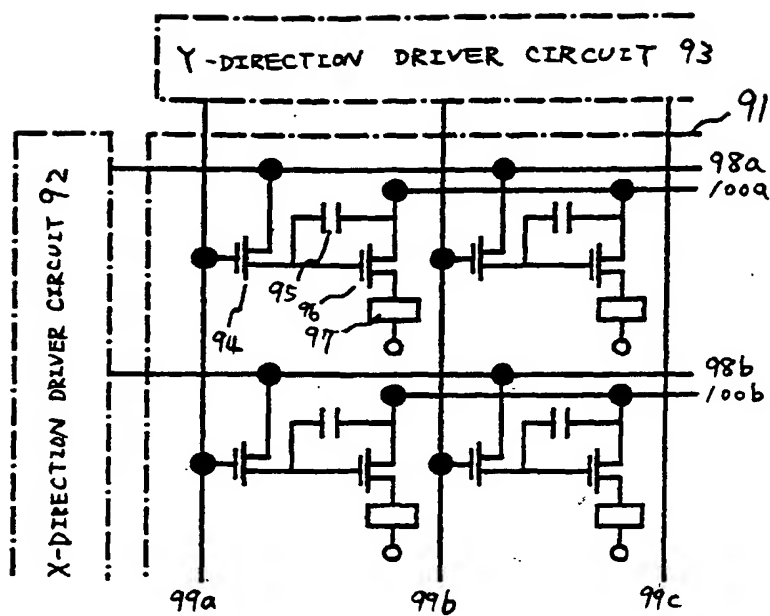 Y-DIRECTION DRIVER CIRCUIT 93
91
X-DIRECTION DRIVER CIRCUIT 92
98a
100a
94
95
96
97
98b
100b
99a
99b
99c